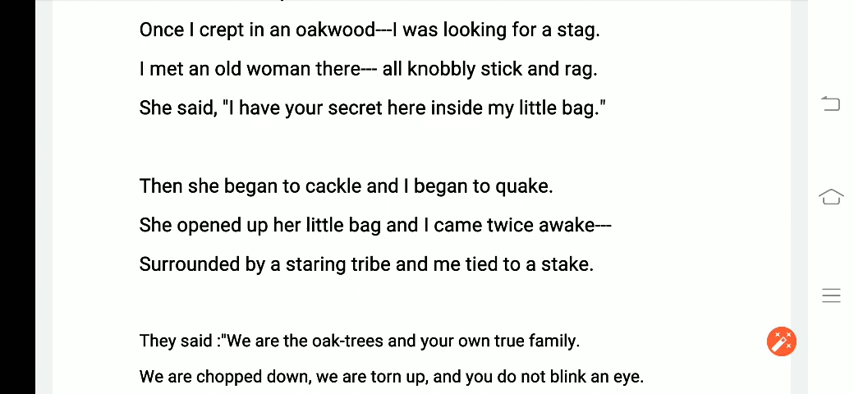 Once I crept in an oakwood---I was looking for a stag.
I met an old woman there--- all knobbly stick and rag.
She said, "I have your secret here inside my little bag."
Then she began to cackle and I began to quake.
She opened up her little bag and I came twice awake---
Surrounded by a staring tribe and me tied to a stake.
They said :"We are the oak-trees and your own true family.
We are chopped down, we are torn up, and you do not blink an eye.